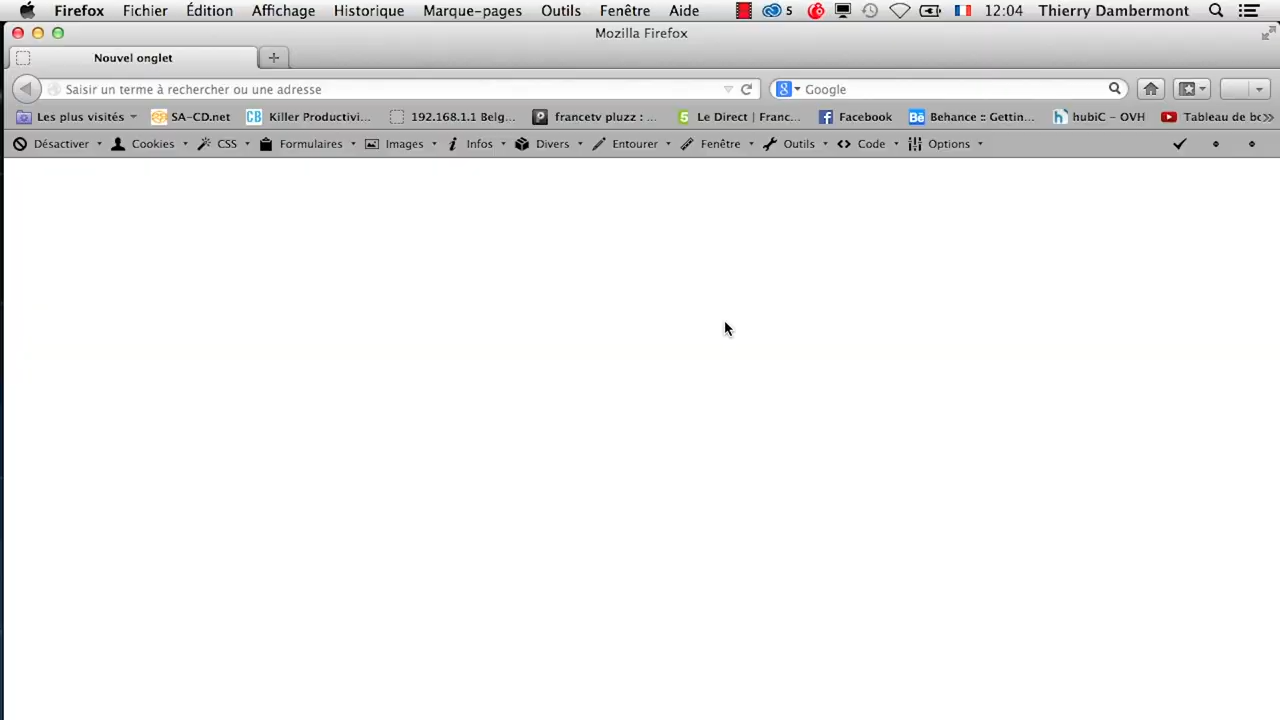 Firefox Fichier Édition Affichage Historique Marque-pages Outils Fenêtre Aide 5 12:04 Thierry Dambermont
Mozilla Firefox
Nouvel onglet
Saisir un terme à rechercher ou une adresse Google
Les plus visités SA-CD.net Killer Productivi... 192.168.1.1 Belg... francetv pluzz : ... Le Direct | Franc... Facebook Behance :: Gettin... hubiC – OVH Tableau de bo
Désactiver Cookies CSS Formulaires Images Infos Divers Entourer Fenêtre Outils Code Options